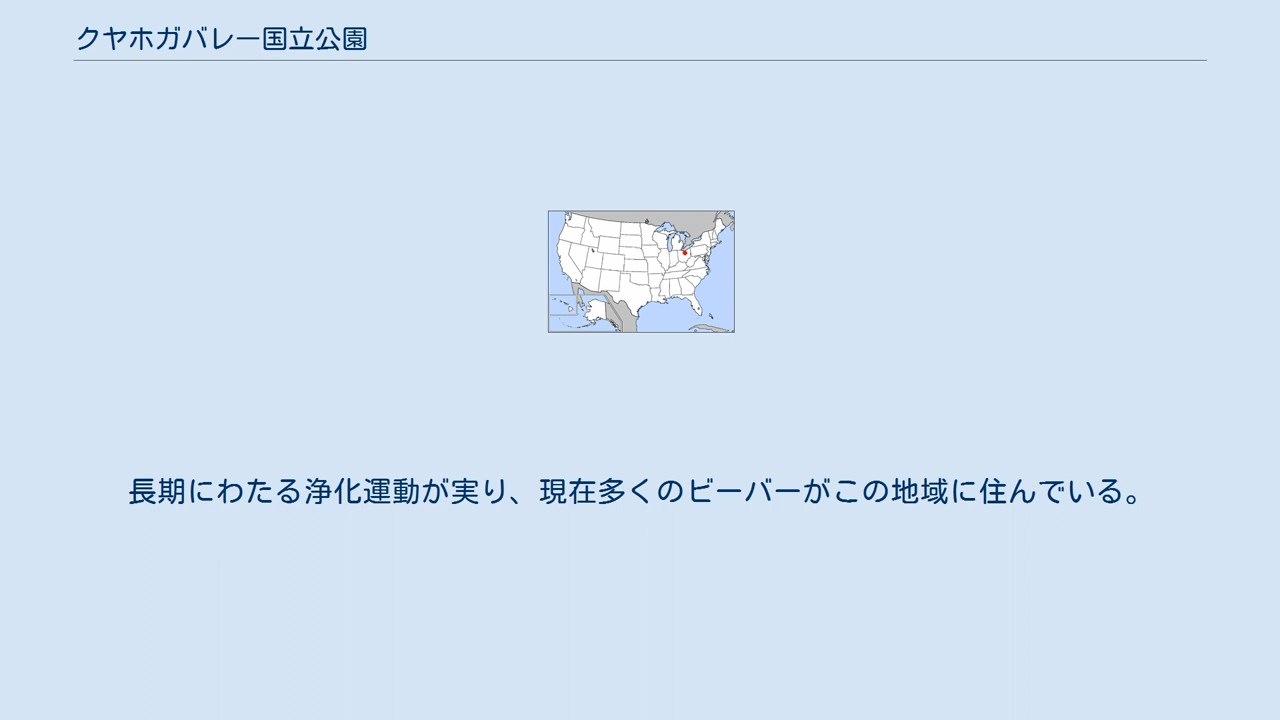 クヤホガバレー国立公園
長期にわたる浄化運動が実り、現在多くのビーバーがこの地域に住んでいる。